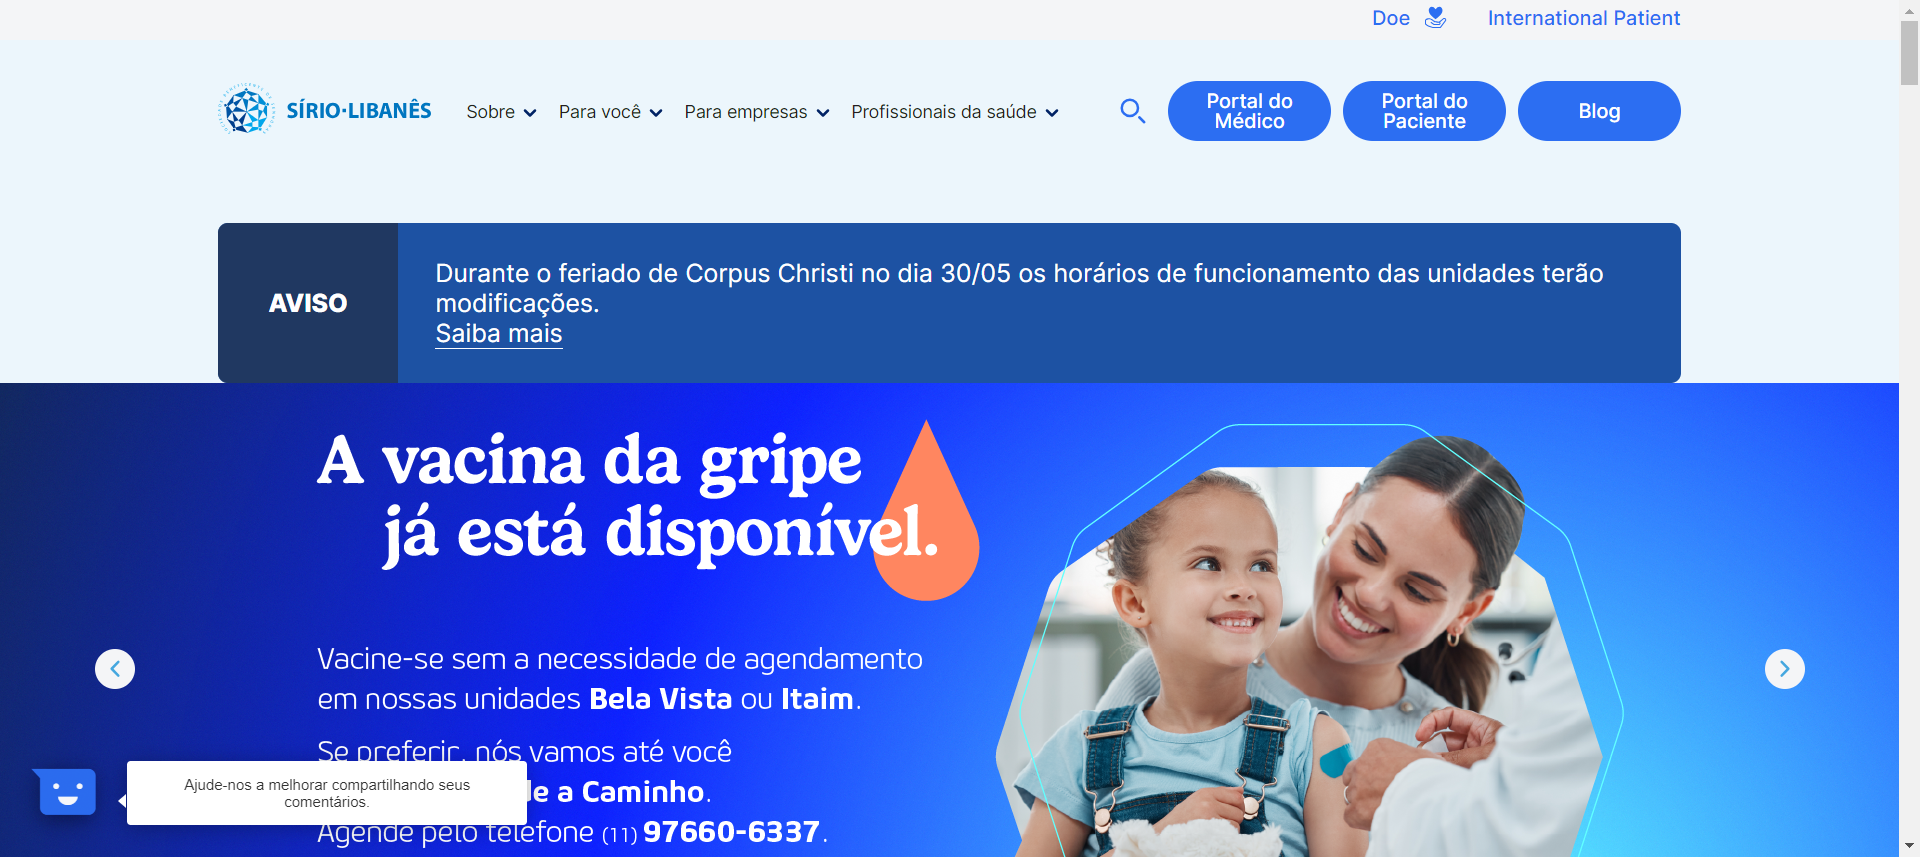 Doe
International Patient
SÍRIO·LIBANÊS
Sobre
Para você
Para empresas
Profissionais da saúde
Portal do
Médico
Portal do
Paciente
Blog
AVISO
Durante o feriado de Corpus Christi no dia 30/05 os horários de funcionamento das unidades terão
modificações.
Saiba mais
A vacina da gripe
já está disponível.
Vacine-se sem a necessidade de agendamento
em nossas unidades Bela Vista ou Itaim.
Se preferir, nós vamos até você
a Caminho.
Agende pelo telefone (11) 97660-6337.
Ajude-nos a melhorar compartilhando seus
comentários.